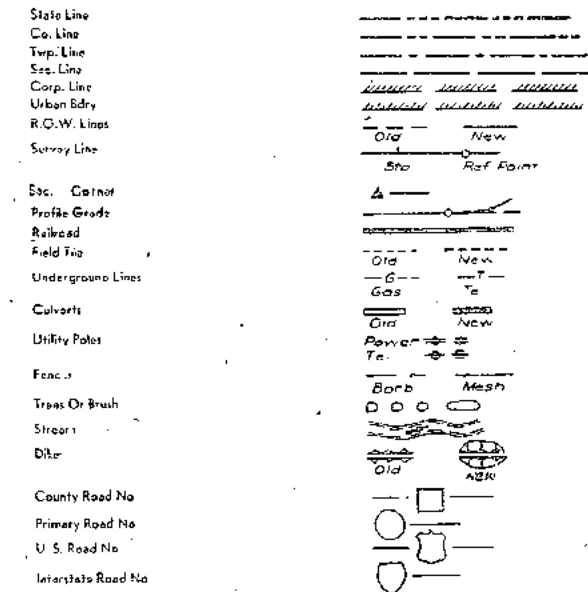 State Line
Co. Line
Twp. Line
Sec. Line
Corp. Line
Urban Bdry
R.O.W. Lines
Old New
Survey Line
Sta Ref Point
Sec. Corner
Profile Grade
Railroad
Field Tile
Old New
Underground Lines
G T
Gas Te
Culverts
Old New
Utility Poles
Power
Tel
Fences
Barb Mesh
Trees Or Brush
Stream
Dike
Old New
County Road No
Primary Road No
U. S. Road No
Interstate Road No